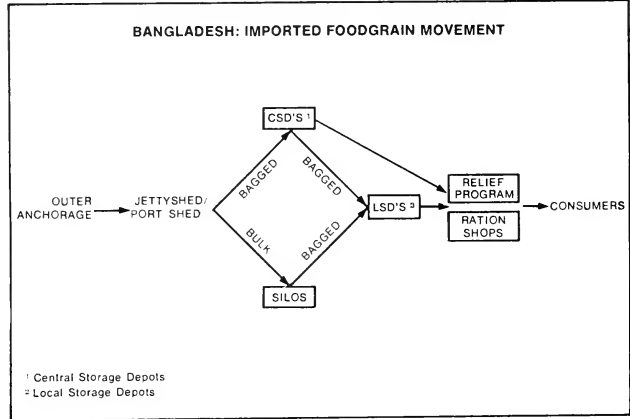 BANGLADESH: IMPORTED FOODGRAIN MOVEMENT
CSD'S ¹
BAGGED
BAGGED
RELIEF
PROGRAM
OUTER
ANCHORAGE
JETTYSHED/
PORT SHED
LSD'S ²
CONSUMERS
RATION
SHOPS
BULK
BAGGED
SILOS
¹ Central Storage Depots
² Local Storage Depots